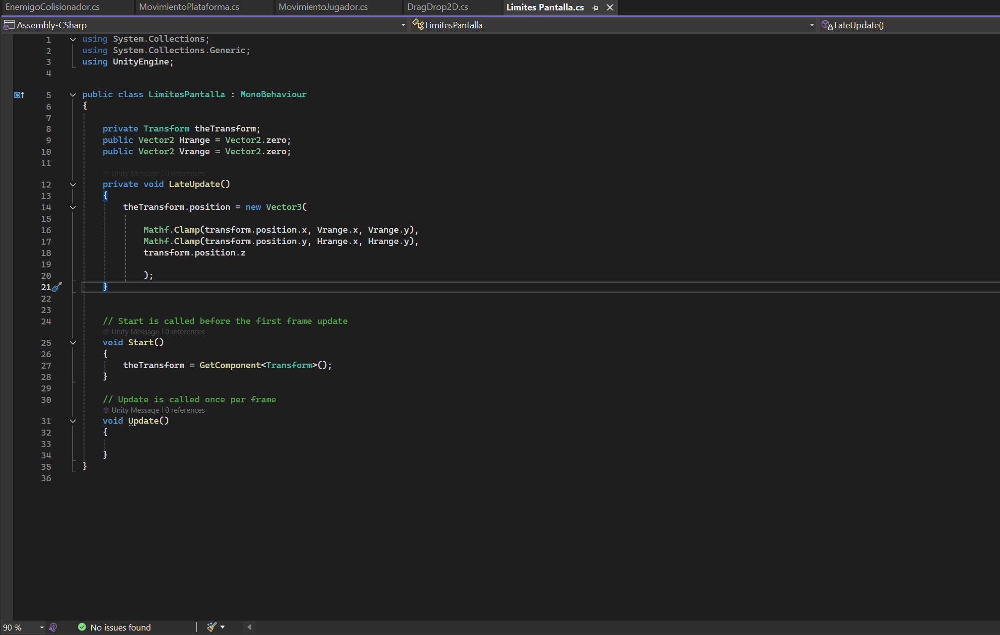 EnemigoColisionador.cs MovimientoPlataforma.cs MovimientoJugador.cs DragDrop2D.cs Limites Pantalla.cs
Assembly-CSharp LimitesPantalla LateUpdate()
1 using System.Collections;
2 using System.Collections.Generic;
3 using UnityEngine;
4
5 public class LimitesPantalla : MonoBehaviour
6 {
7
8 private Transform theTransform;
9 public Vector2 Hrange = Vector2.zero;
10 public Vector2 Vrange = Vector2.zero;
11
Unity Message | 0 references
12 private void LateUpdate()
13 {
14 theTransform.position = new Vector3(
15
16 Mathf.Clamp(transform.position.x, Vrange.x, Vrange.y),
17 Mathf.Clamp(transform.position.y, Hrange.x, Hrange.y),
18 transform.position.z
19
20 );
21 }
22
23
24 // Start is called before the first frame update
Unity Message | 0 references
25 void Start()
26 {
27 theTransform = GetComponent<Transform>();
28 }
29
30 // Update is called once per frame
Unity Message | 0 references
31 void Update()
32 {
33
34 }
35 }
36
90 % No issues found